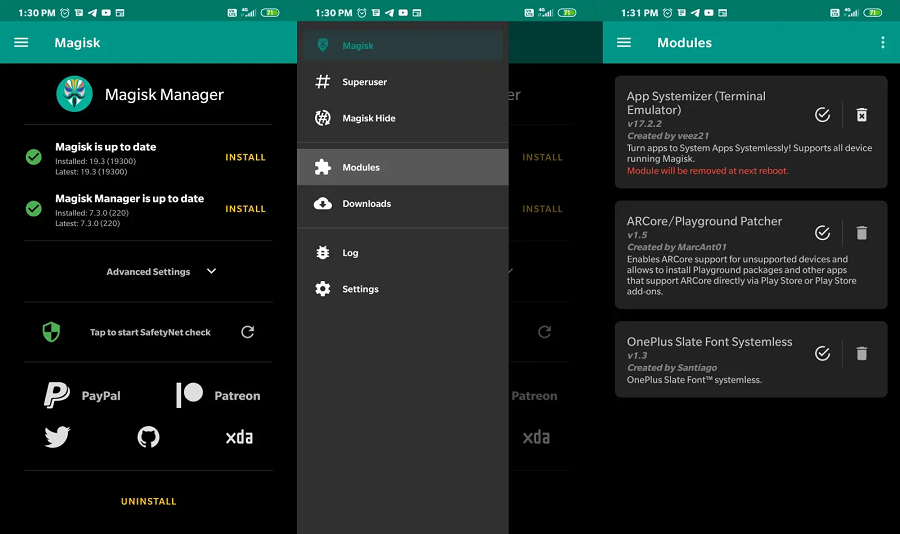 1:30 PM
4G
71
Magisk
Magisk Manager
Magisk is up to date
Installed: 19.3 (19300)
Latest: 19.3 (19300)
INSTALL
Magisk Manager is up to date
Installed: 7.3.0 (220)
Latest: 7.3.0 (220)
INSTALL
Advanced Settings
Tap to start SafetyNet check
PayPal
Patreon
xda
UNINSTALL
1:30 PM
4G
71
Magisk
Superuser
Magisk Hide
Modules
Downloads
Log
Settings
er
INSTALL
INSTALL
Patreon
xda
1:31 PM
4G
71
Modules
App Systemizer (Terminal
Emulator)
v17.2.2
Created by veez21
Turn apps to System Apps Systemlessly! Supports all device
running Magisk.
Module will be removed at next reboot.
ARCore/Playground Patcher
v1.5
Created by MarcAnt01
Enables ARCore support for unsupported devices and
allows to install Playground packages and other apps
that support ARCore directly via Play Store or Play Store
add-ons.
OnePlus Slate Font Systemless
v1.3
Created by Santiago
OnePlus Slate Font™ systemless.